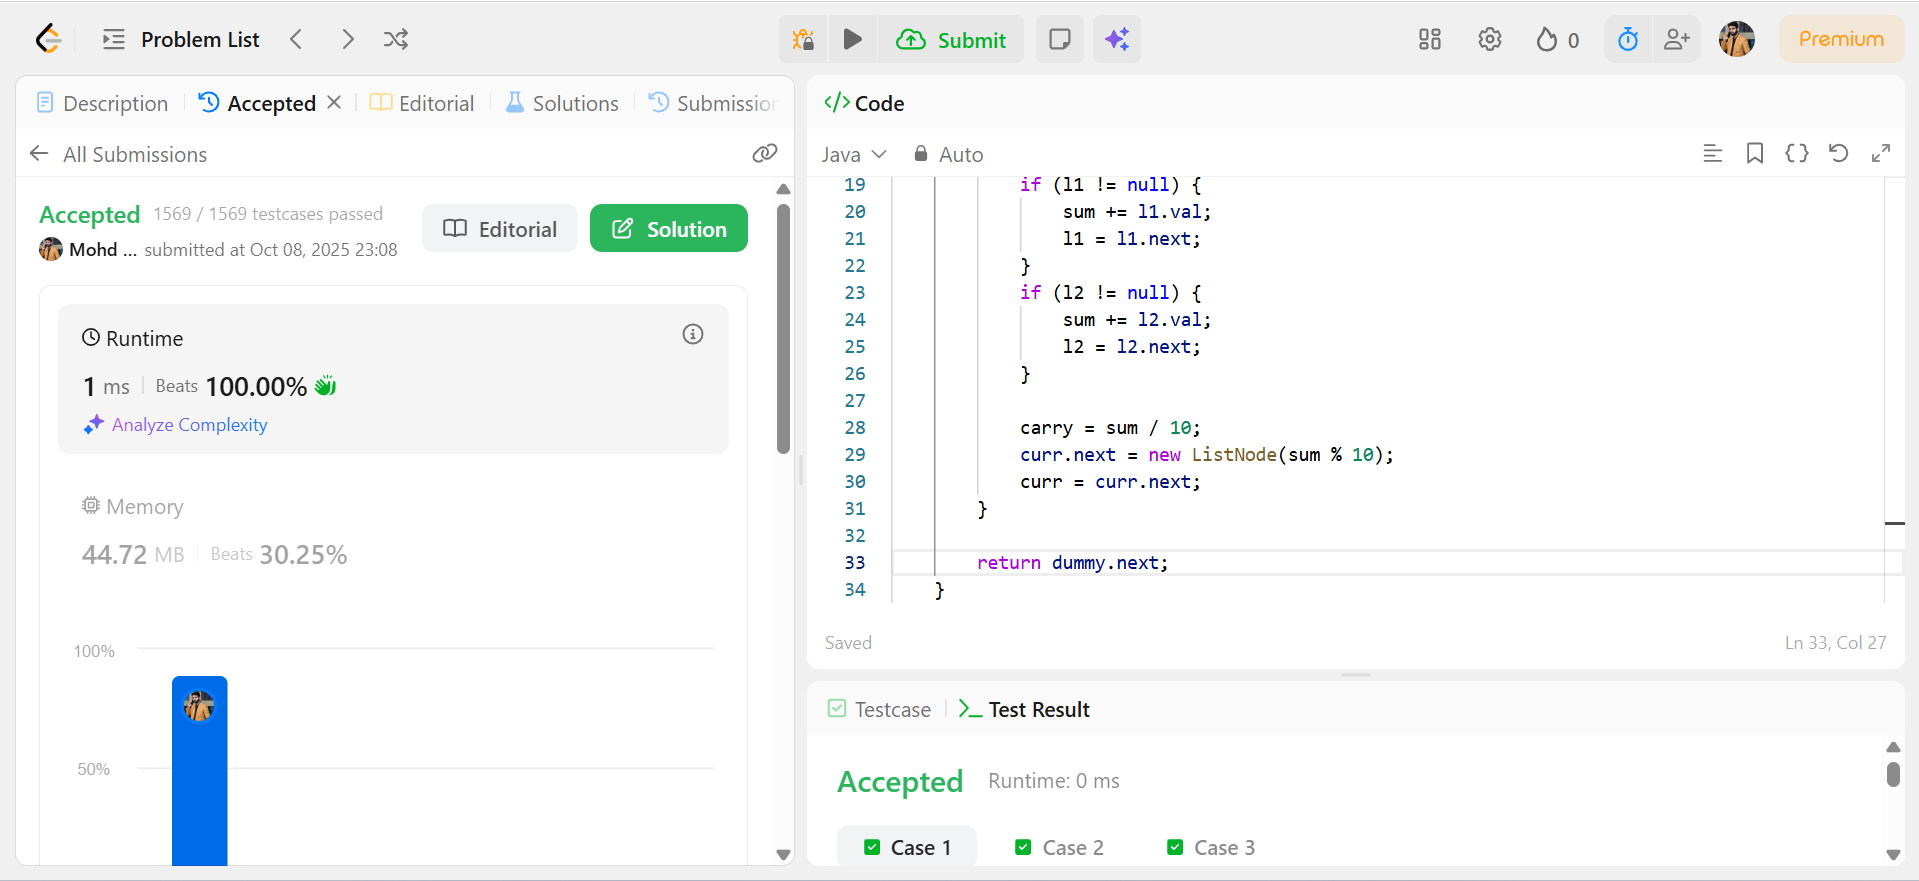 Problem List
Submit
0
Premium
Description
Accepted
Editorial
Solutions
Submission
All Submissions
Accepted 1569 / 1569 testcases passed
Mohd ... submitted at Oct 08, 2025 23:08
Editorial
Solution
Runtime
1 ms Beats 100.00%
Analyze Complexity
Memory
44.72 MB Beats 30.25%
100%
50%
</> Code
Java Auto
19 if (l1 != null) {
20 sum += l1.val;
21 l1 = l1.next;
22 }
23 if (l2 != null) {
24 sum += l2.val;
25 l2 = l2.next;
26 }
27
28 carry = sum / 10;
29 curr.next = new ListNode(sum % 10);
30 curr = curr.next;
31 }
32
33 return dummy.next;
34 }
Saved
Ln 33, Col 27
Testcase
Test Result
Accepted Runtime: 0 ms
Case 1
Case 2
Case 3